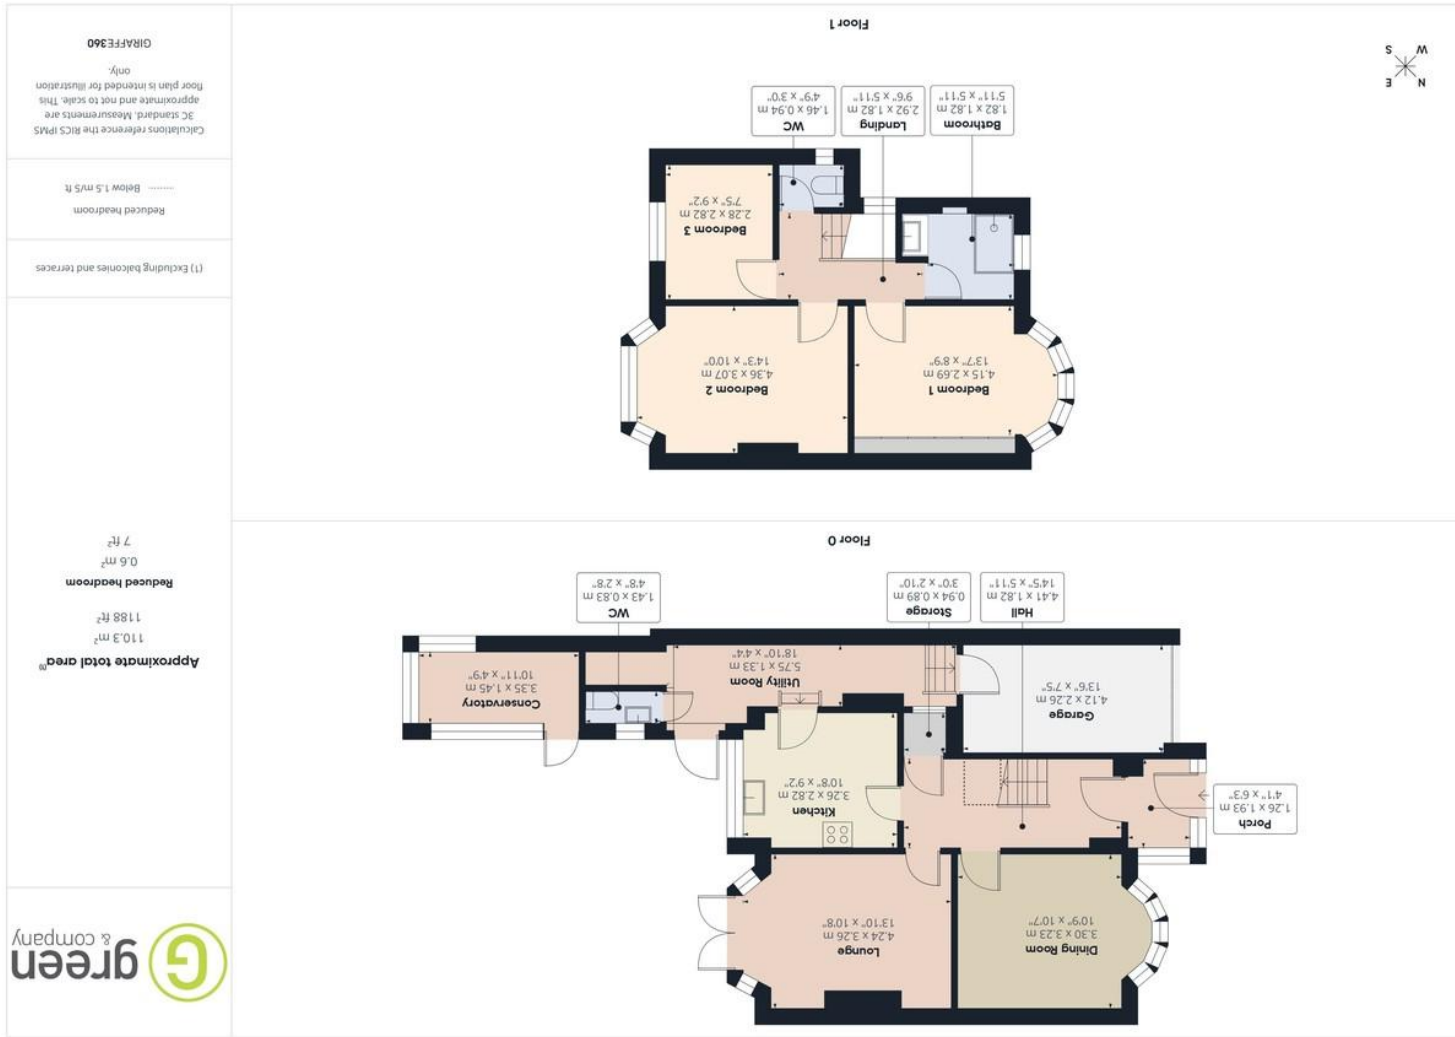 Dining Room
3.30 x 3.23 m
10'9" x 10'7"
Lounge
4.24 x 3.26 m
13'10" x 10'8"
Porch
1.26 x 1.93 m
4'1" x 6'3"
Kitchen
3.26 x 2.82 m
10'8" x 9'2"
Garage
4.12 x 2.26 m
13'6" x 7'5"
Utility Room
5.75 x 1.33 m
18'10" x 4'4"
Conservatory
3.35 x 1.45 m
10'11" x 4'9"
Hall
4.41 x 1.82 m
14'5" x 5'11"
Storage
0.94 x 0.89 m
3'0" x 2'10"
WC
1.43 x 0.83 m
4'8" x 2'8"
Floor 0
Bedroom 1
4.15 x 2.69 m
13'7" x 8'9"
Bedroom 2
4.36 x 3.07 m
14'3" x 10'0"
Bedroom 3
2.28 x 2.82 m
7'5" x 9'2"
Bathroom
1.82 x 1.82 m
5'11" x 5'11"
Landing
2.92 x 1.82 m
9'6" x 5'11"
WC
1.46 x 0.94 m
4'9" x 3'0"
N E
W S
Floor 1
G green
& company
Approximate total area(1)
110.3 m²
1188 ft²
Reduced headroom
0.6 m²
7 ft²
(1) Excluding balconies and terraces
Reduced headroom
Below 1.5 m/5 ft
Calculations reference the RICS IPMS
3C standard. Measurements are
approximate and not to scale. This
floor plan is intended for illustration
only.
GIRAFFE360